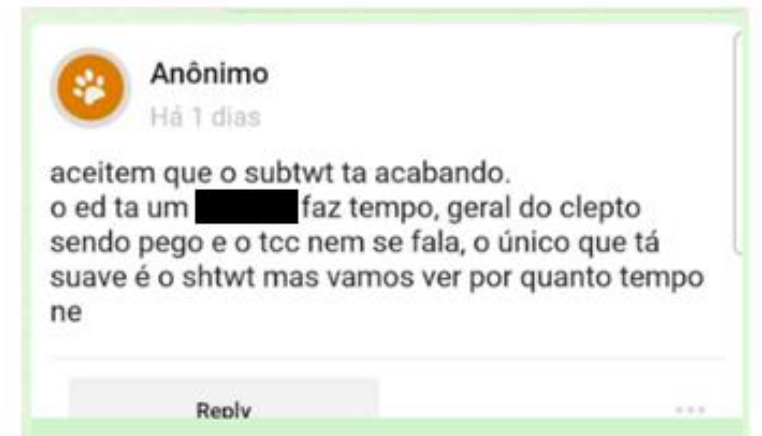 Anônimo
Há 1 dias
aceitem que o subtwt ta acabando.
o ed ta um faz tempo, geral do clepto
sendo pego e o tcc nem se fala, o único que tá
suave é o shtwt mas vamos ver por quanto tempo
ne
Reply